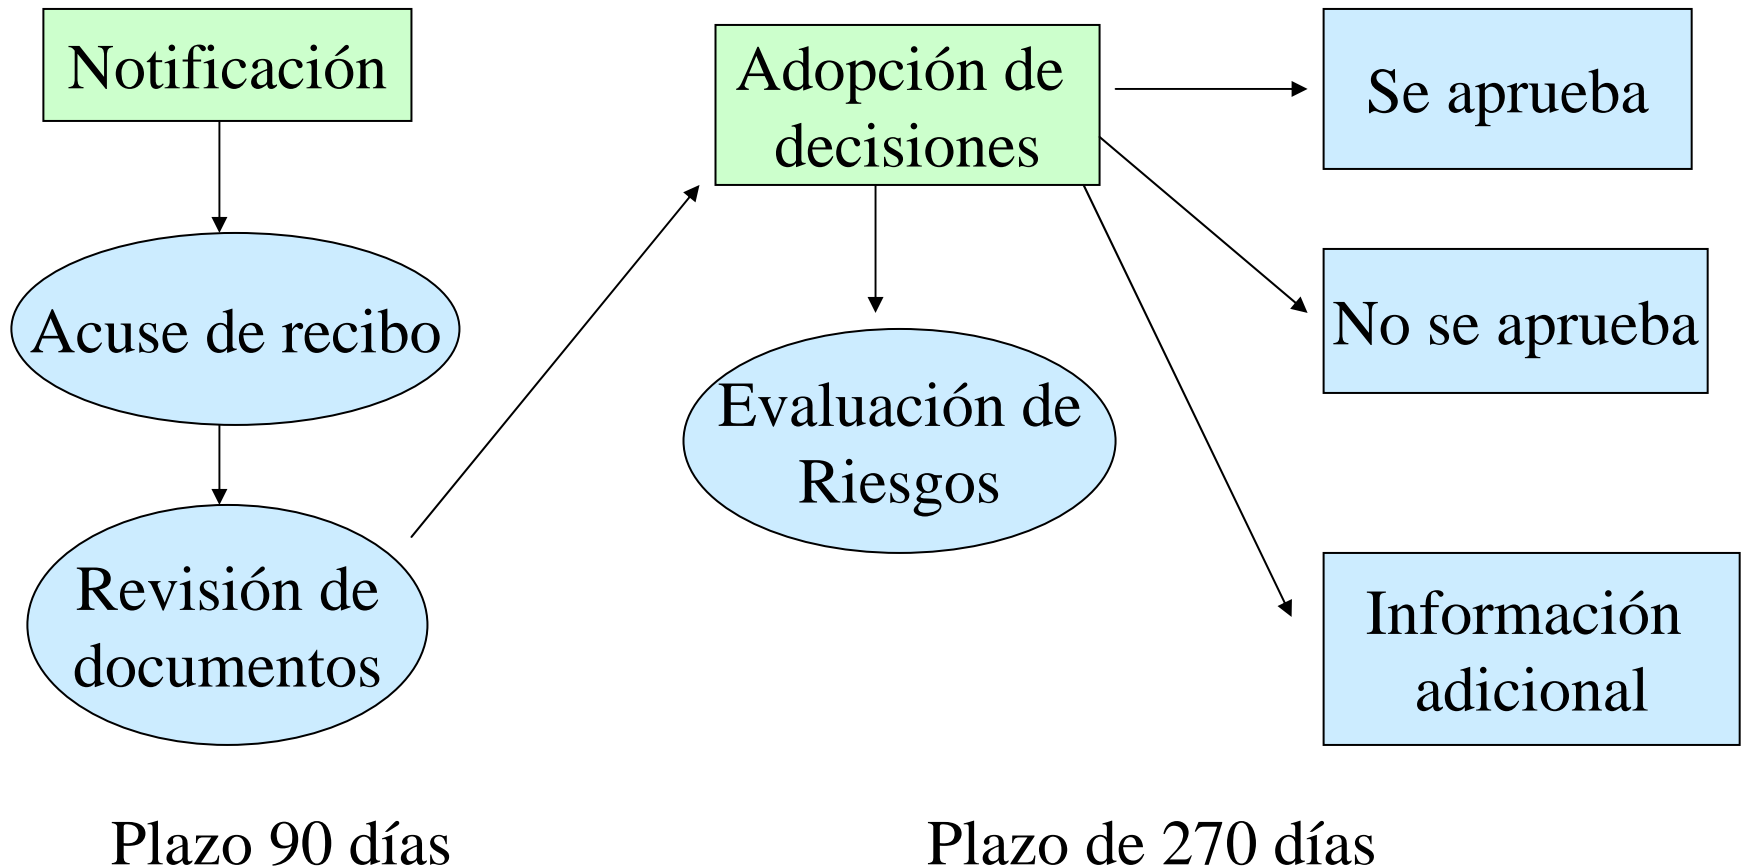 Notificación
Acuse de recibo
Revisión de
documentos
Plazo 90 días
Adopción de
decisiones
Evaluación de
Riesgos
Se aprueba
No se aprueba
Información
adicional
Plazo de 270 días